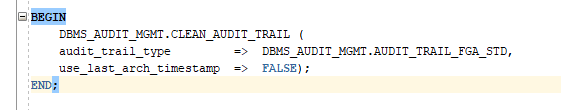 BEGIN
DBMS_AUDIT_MGMT.CLEAN_AUDIT_TRAIL (
audit_trail_type => DBMS_AUDIT_MGMT.AUDIT_TRAIL_FGA_STD,
use_last_arch_timestamp => FALSE);
END;